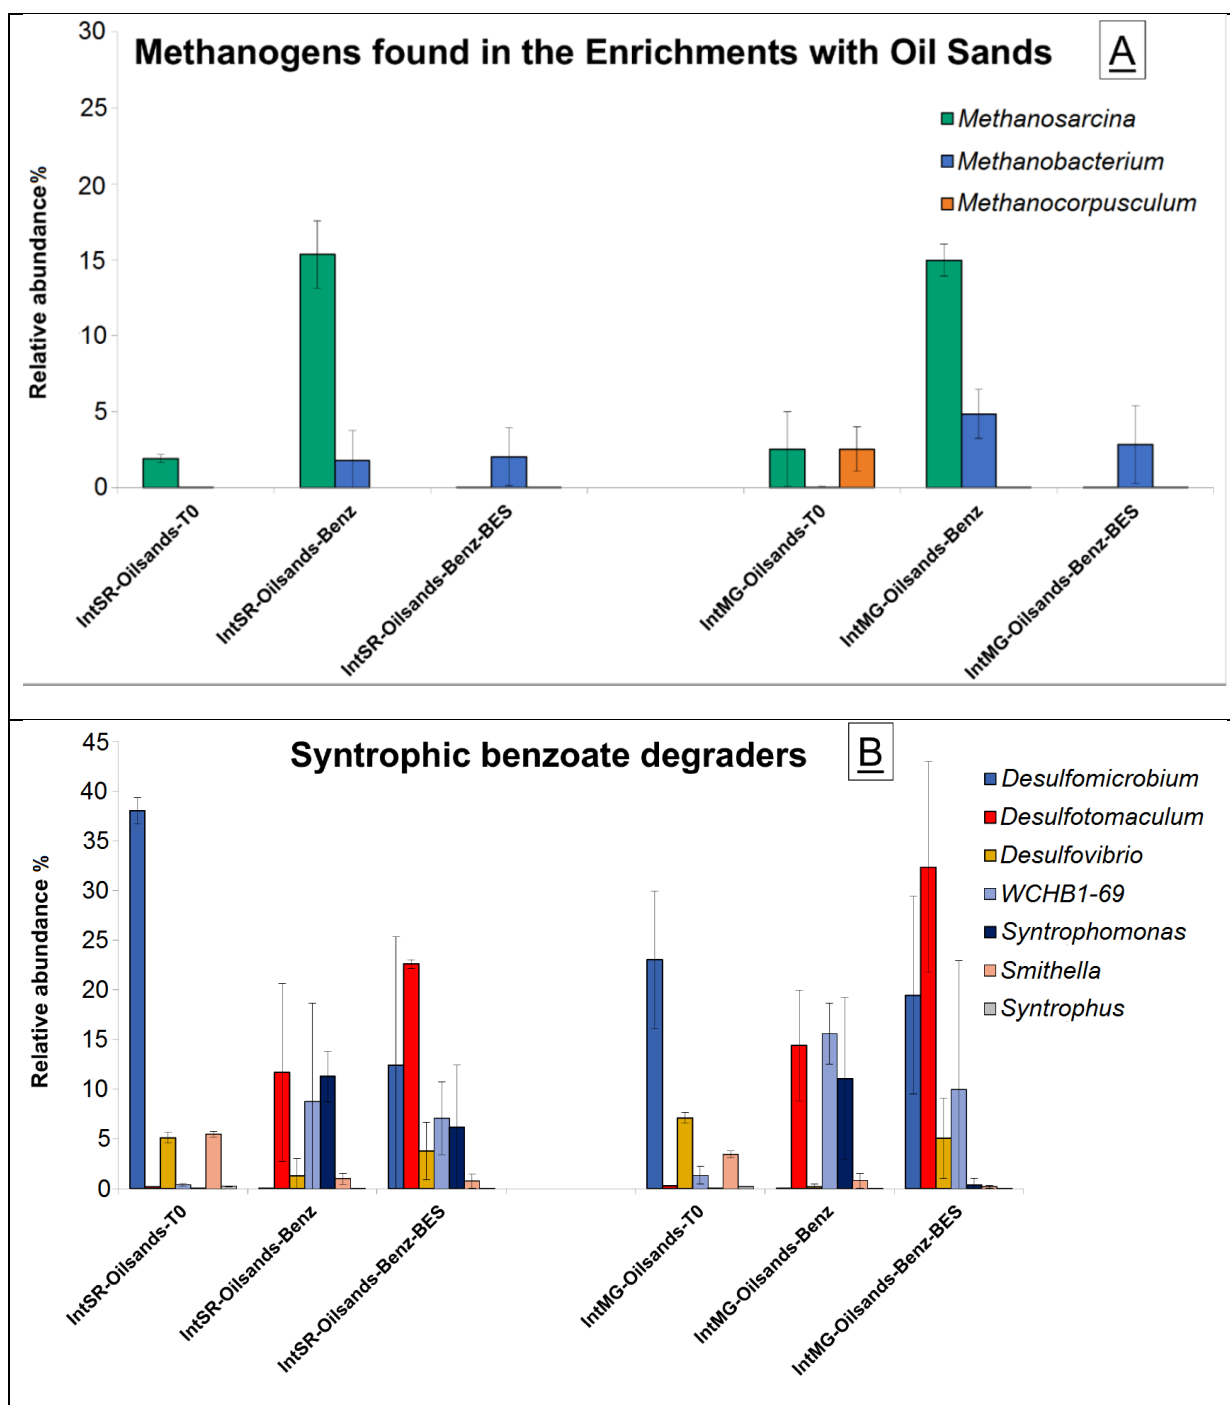 Methanogens found in the Enrichments with Oil Sands
A
Relative abundance%
30
25
20
15
10
5
0
Methanosarcina
Methanobacterium
Methanocorpusculum
IntSR-Oilsands-T0
IntSR-Oilsands-Benz
IntSR-Oilsands-Benz-BES
IntMG-Oilsands-T0
IntMG-Oilsands-Benz
IntMG-Oilsands-Benz-BES
Syntrophic benzoate degraders
B
Relative abundance %
45
40
35
30
25
20
15
10
5
0
Desulfomicrobium
Desulfotomaculum
Desulfovibrio
WCHB1-69
Syntrophomonas
Smithella
Syntrophus
IntSR-Oilsands-T0
IntSR-Oilsands-Benz
IntSR-Oilsands-Benz-BES
IntMG-Oilsands-T0
IntMG-Oilsands-Benz
IntMG-Oilsands-Benz-BES